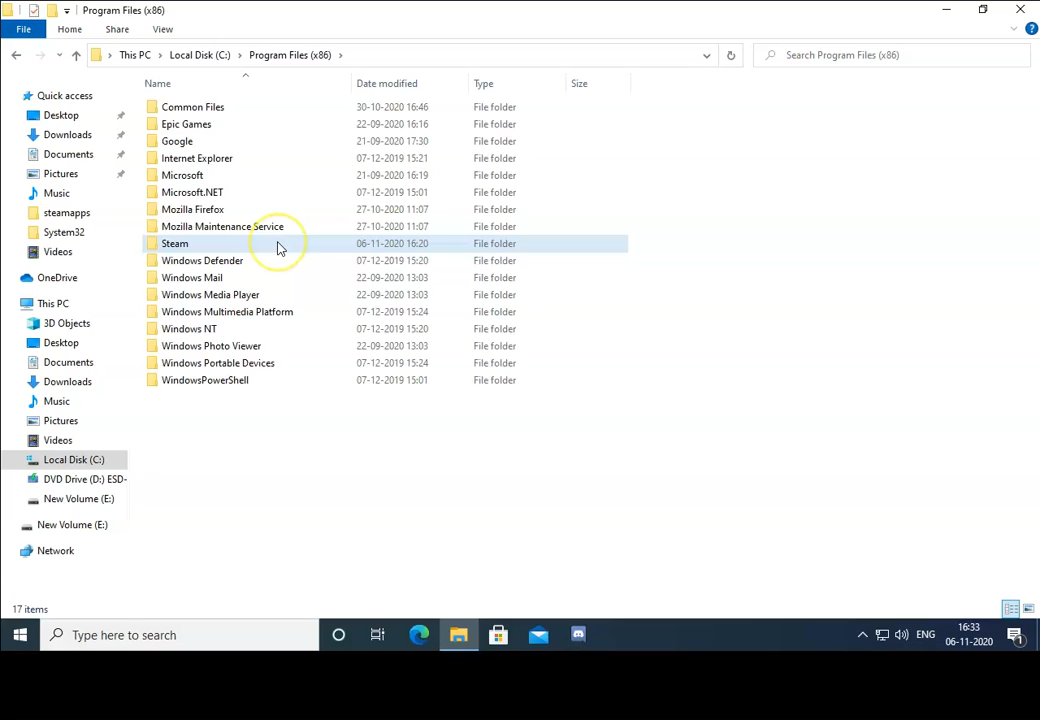 Program Files (x86)
File Home Share View
This PC Local Disk (C:) Program Files (x86)
Search Program Files (x86)
Name Date modified Type Size
Quick access
Desktop
Downloads
Documents
Pictures
Music
steamapps
System32
Videos
OneDrive
This PC
3D Objects
Desktop
Documents
Downloads
Music
Pictures
Videos
Local Disk (C:)
DVD Drive (D:) ESD-
New Volume (E:)
New Volume (E:)
Network
Common Files 30-10-2020 16:46 File folder
Epic Games 22-09-2020 16:16 File folder
Google 21-09-2020 17:30 File folder
Internet Explorer 07-12-2019 15:21 File folder
Microsoft 21-09-2020 16:19 File folder
Microsoft.NET 07-12-2019 15:01 File folder
Mozilla Firefox 27-10-2020 11:07 File folder
Mozilla Maintenance Service 27-10-2020 11:07 File folder
Steam 06-11-2020 16:20 File folder
Windows Defender 07-12-2019 15:20 File folder
Windows Mail 22-09-2020 13:03 File folder
Windows Media Player 22-09-2020 13:03 File folder
Windows Multimedia Platform 07-12-2019 15:24 File folder
Windows NT 07-12-2019 15:20 File folder
Windows Photo Viewer 22-09-2020 13:03 File folder
Windows Portable Devices 07-12-2019 15:24 File folder
WindowsPowerShell 07-12-2019 15:01 File folder
17 items
Type here to search
ENG
16:33
06-11-2020
1